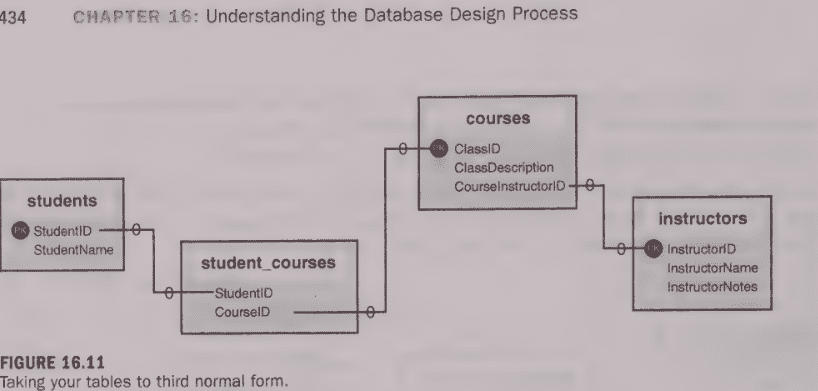 434 CHAPTER 16: Understanding the Database Design Process
courses
PK ClassID
ClassDescription
CourseInstructorID
students
PK StudentID
StudentName
instructors
PK InstructorID
InstructorName
InstructorNotes
student_courses
StudentID
CourseID
FIGURE 16.11
Taking your tables to third normal form.